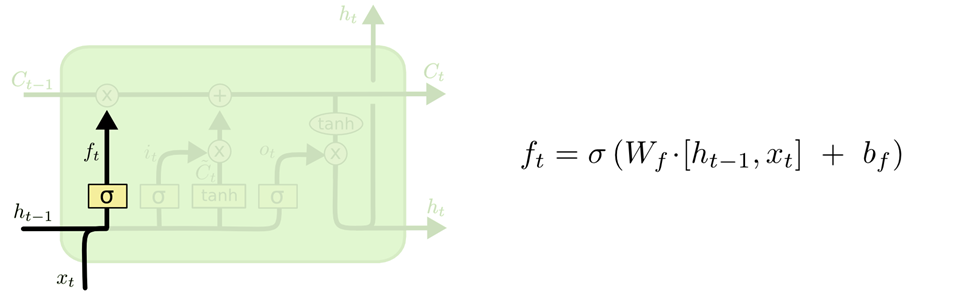 h_t
C_{t-1}
×
+
C_t
tanh
f_t
i_t
o_t
×
×
C̃_t
σ
σ
tanh
σ
h_{t-1}
h_t
x_t
f_t = σ (W_f·[h_{t-1}, x_t] + b_f)